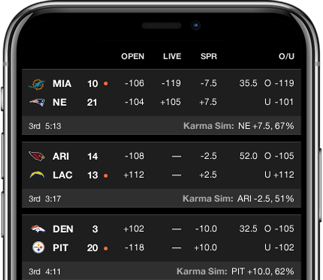 OPEN LIVE SPR O/U
MIA 10 -106 -119 -7.5 35.5 O -119
NE 21 -104 +105 +7.5 U -101
3rd 5:13 Karma Sim: NE +7.5, 67%
ARI 14 -108 — -2.5 52.0 O -105
LAC 13 +112 — +2.5 U +112
3rd 3:17 Karma Sim: ARI -2.5, 51%
DEN 3 +102 — -10.0 32.5 O -105
PIT 20 -118 — +10.0 U -102
3rd 4:11 Karma Sim: PIT +10.0, 62%